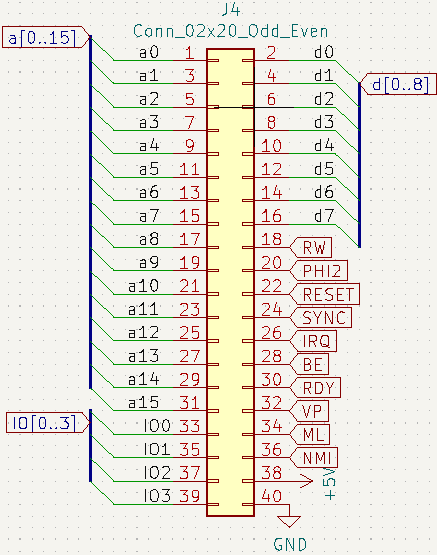 J4
Conn_02x20_Odd_Even
a[0..15]
d[0..8]
a0 1 2 d0
a1 3 4 d1
a2 5 6 d2
a3 7 8 d3
a4 9 10 d4
a5 11 12 d5
a6 13 14 d6
a7 15 16 d7
a8 17 18 RW
a9 19 20 PHI2
a10 21 22 RESET
a11 23 24 SYNC
a12 25 26 IRQ
a13 27 28 BE
a14 29 30 RDY
a15 31 32 VP
IO[0..3]
IO0 33 34 ML
IO1 35 36 NMI
IO2 37 38 +5V
IO3 39 40
GND